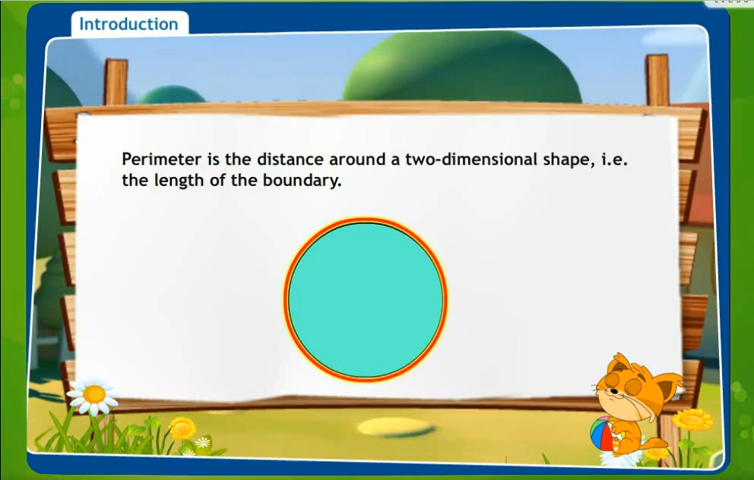 Introduction
Perimeter is the distance around a two-dimensional shape, i.e.
the length of the boundary.